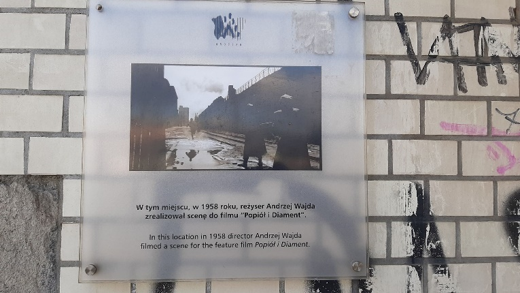 W tym miejscu, w 1958 roku, reżyser Andrzej Wajda
zrealizował scenę do filmu "Popiół i Diament".
In this location in 1958 director Andrzej Wajda
filmed a scene for the feature film Popiół i Diament.